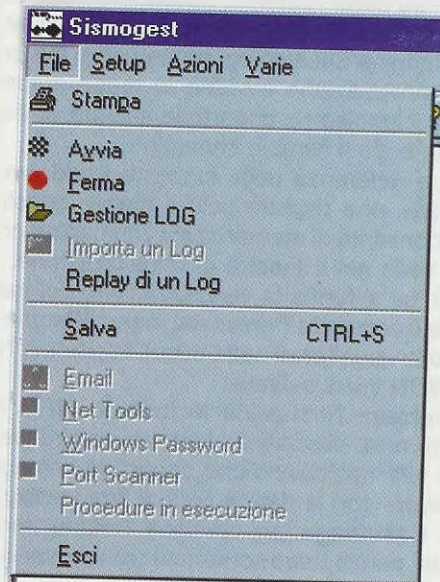 Sismogest
File Setup Azioni Varie
Stampa
Avvia
Ferma
Gestione LOG
Importa un Log
Replay di un Log
Salva CTRL+S
Email
Net Tools
Windows Password
Port Scanner
Procedure in esecuzione
Esci